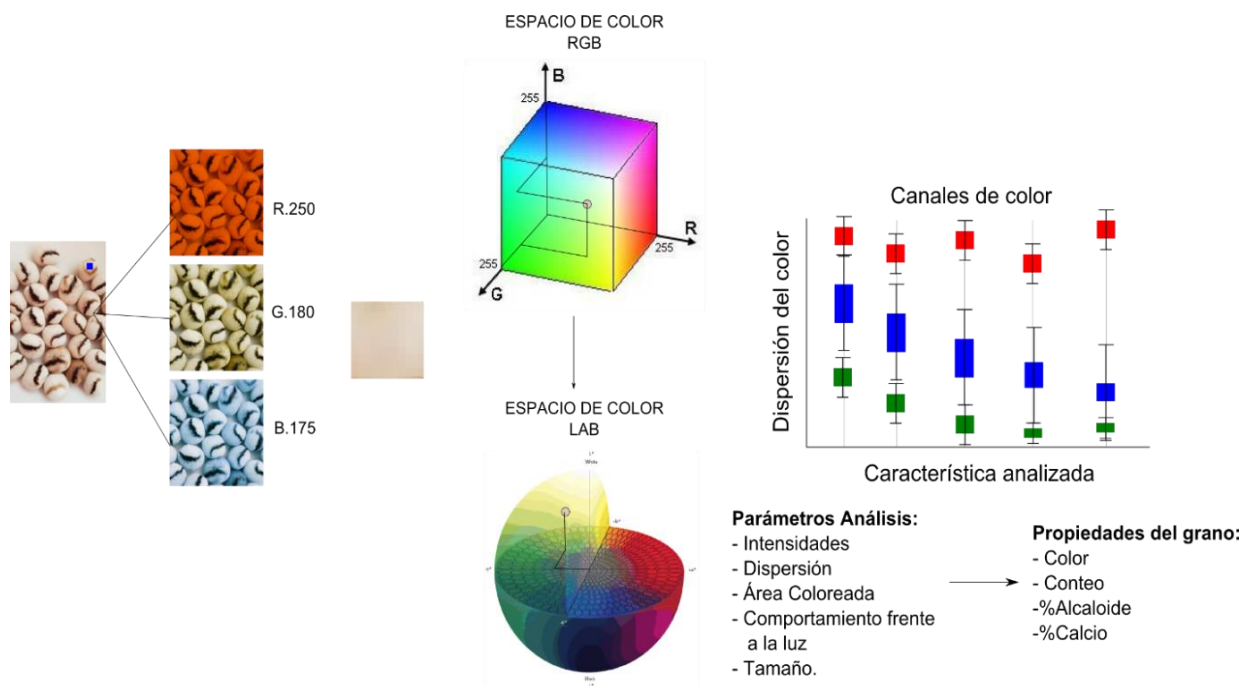 ESPACIO DE COLOR
RGB
B
255
R
255
255
G
R.250
G.180
B.175
ESPACIO DE COLOR
LAB
White
Canales de color
Dispersión del color
Característica analizada
Parámetros Análisis:
- Intensidades
- Dispersión
- Área Coloreada
- Comportamiento frente
a la luz
- Tamaño.
Propiedades del grano:
- Color
- Conteo
-%Alcaloide
-%Calcio